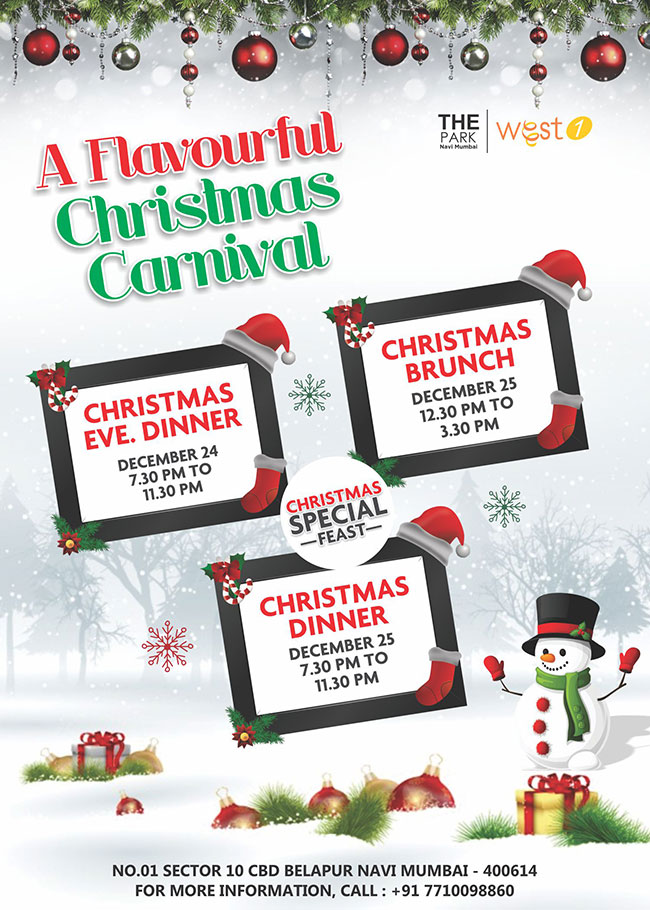 A Flavourful
Christmas
Carnival
THE
PARK
Navi Mumbai
west 1
CHRISTMAS
EVE. DINNER
DECEMBER 24
7.30 PM TO
11.30 PM
CHRISTMAS
BRUNCH
DECEMBER 25
12.30 PM TO
3.30 PM
CHRISTMAS
SPECIAL
—FEAST—
CHRISTMAS
DINNER
DECEMBER 25
7.30 PM TO
11.30 PM
NO.01 SECTOR 10 CBD BELAPUR NAVI MUMBAI - 400614
FOR MORE INFORMATION, CALL : +91 7710098860